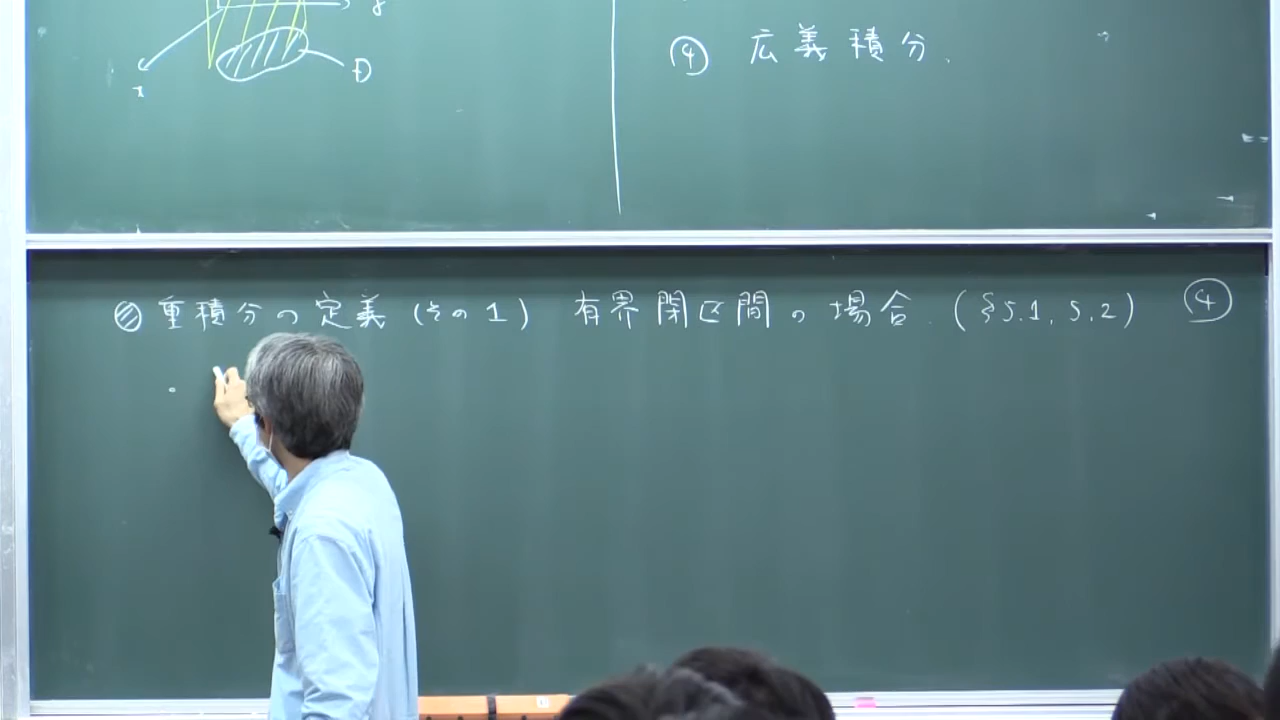 y
x
D
④ 広義積分.
◎重積分の定義(その1) 有界閉区間の場合. (§5.1, 5.2) ④